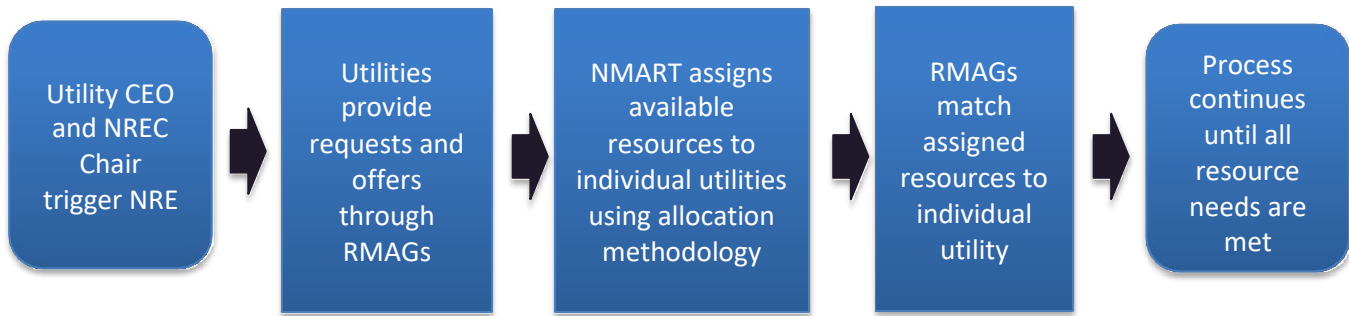 Utility CEO
and NREC
Chair
trigger NRE
Utilities
provide
requests and
offers
through
RMAGs
NMART assigns
available
resources to
individual utilities
using allocation
methodology
RMAGs
match
assigned
resources to
individual
utility
Process
continues
until all
resource
needs are
met